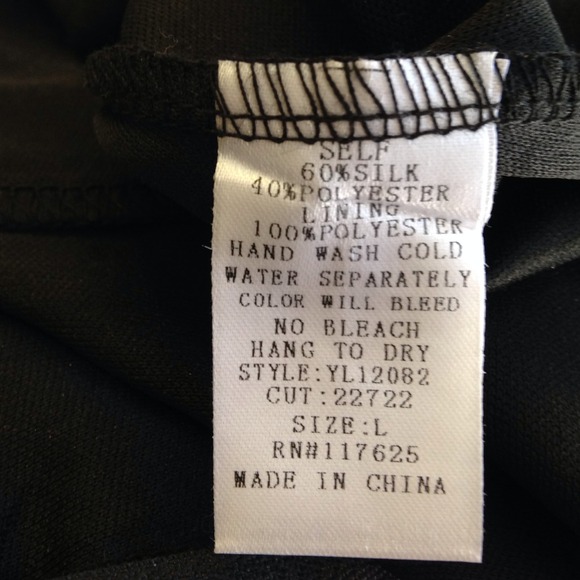 SELF
60%SILK
40%POLYESTER
LINING
100%POLYESTER
HAND WASH COLD
WATER SEPARATELY
COLOR WILL BLEED
NO BLEACH
HANG TO DRY
STYLE:YL12082
CUT:22722
SIZE:L
RN#117625
MADE IN CHINA